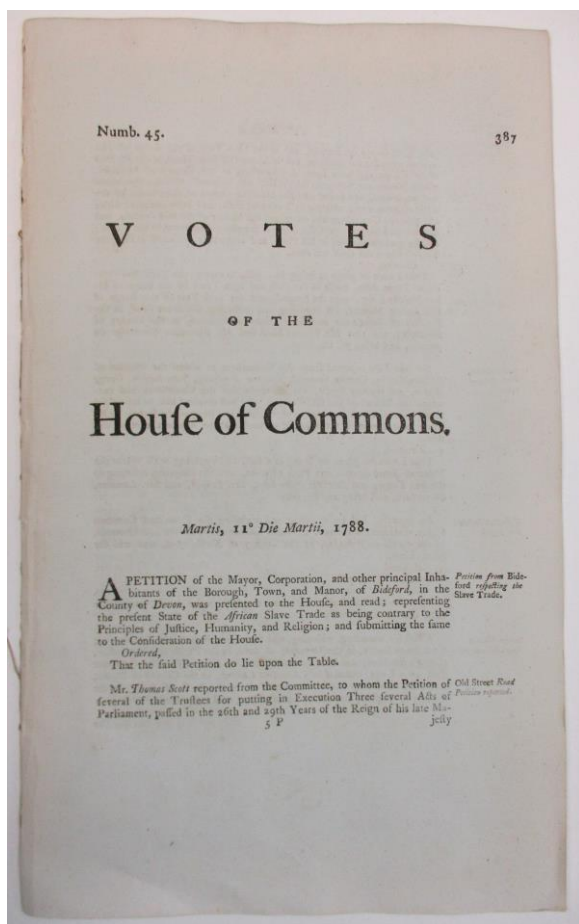 Numb. 45.
387
VOTES
OF THE
Houſe of Commons.
Martis, 11° Die Martii, 1788.
A PETITION of the Mayor, Corporation, and other principal Inha-
bitants of the Borough, Town, and Manor, of Bideford, in the
County of Devon, was preſented to the Houſe, and read; repreſenting
the preſent State of the African Slave Trade as being contrary to the
Principles of Juſtice, Humanity, and Religion; and ſubmitting the ſame
to the Conſideration of the Houſe.
Petition from Bide-
ford reſpecting the
Slave Trade.
Ordered,
That the ſaid Petition do lie upon the Table.
Mr. Thomas Scott reported from the Committee, to whom the Petition of
ſeveral of the Truſtees for putting in Execution Three ſeveral Acts of
Parliament, paſſed in the 26th and 29th Years of the Reign of his late Ma-
Old Street Road
Petition reported.
5 P
jeſty